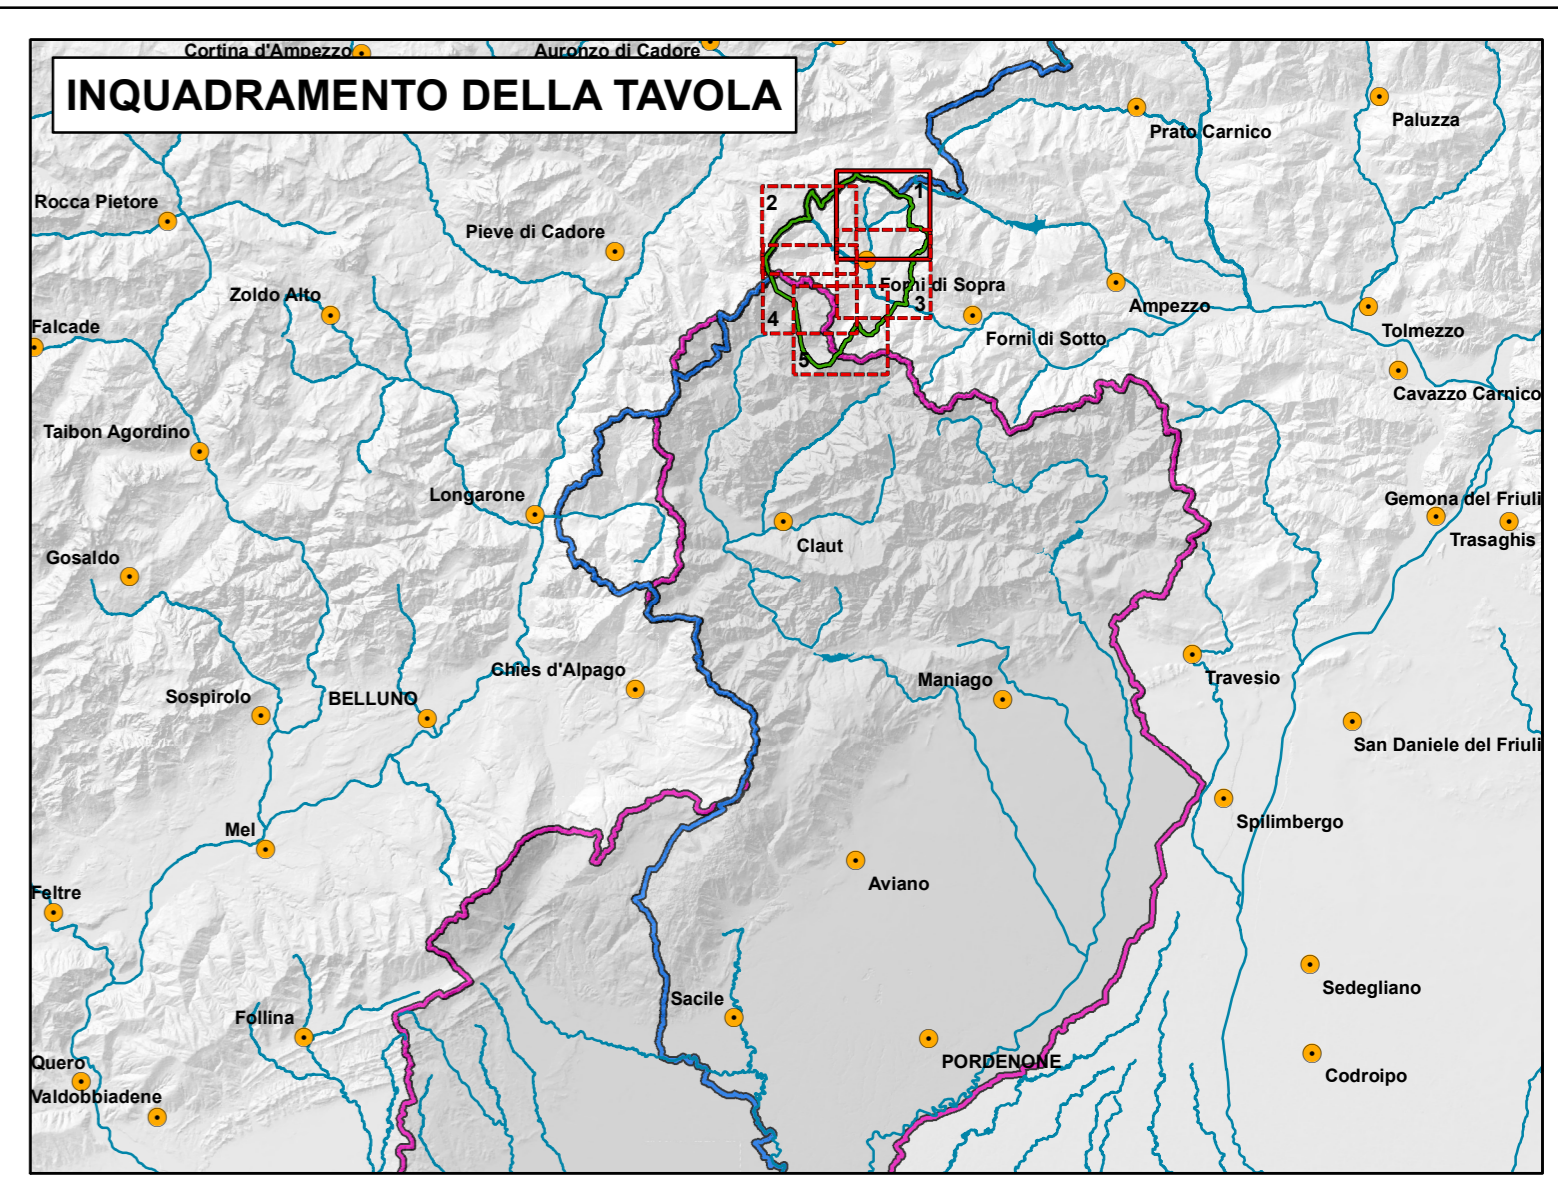 Cortina d'Ampezzo
Auronzo di Cadore
INQUADRAMENTO DELLA TAVOLA
Paluzza
Prato Carnico
1
2
Rocca Pietore
Pieve di Cadore
Forni di Sopra
Zoldo Alto
3
Ampezzo
4
Falcade
Tolmezzo
Forni di Sotto
5
Cavazzo Carnico
Taibon Agordino
Longarone
Gemona del Friuli
Claut
Trasaghis
Gosaldo
Chies d'Alpago
Travesio
Maniago
Sospirolo
BELLUNO
San Daniele del Friuli
Spilimbergo
Mel
Aviano
Feltre
Sedegliano
Sacile
Follina
Quero
PORDENONE
Codroipo
Valdobbiadene